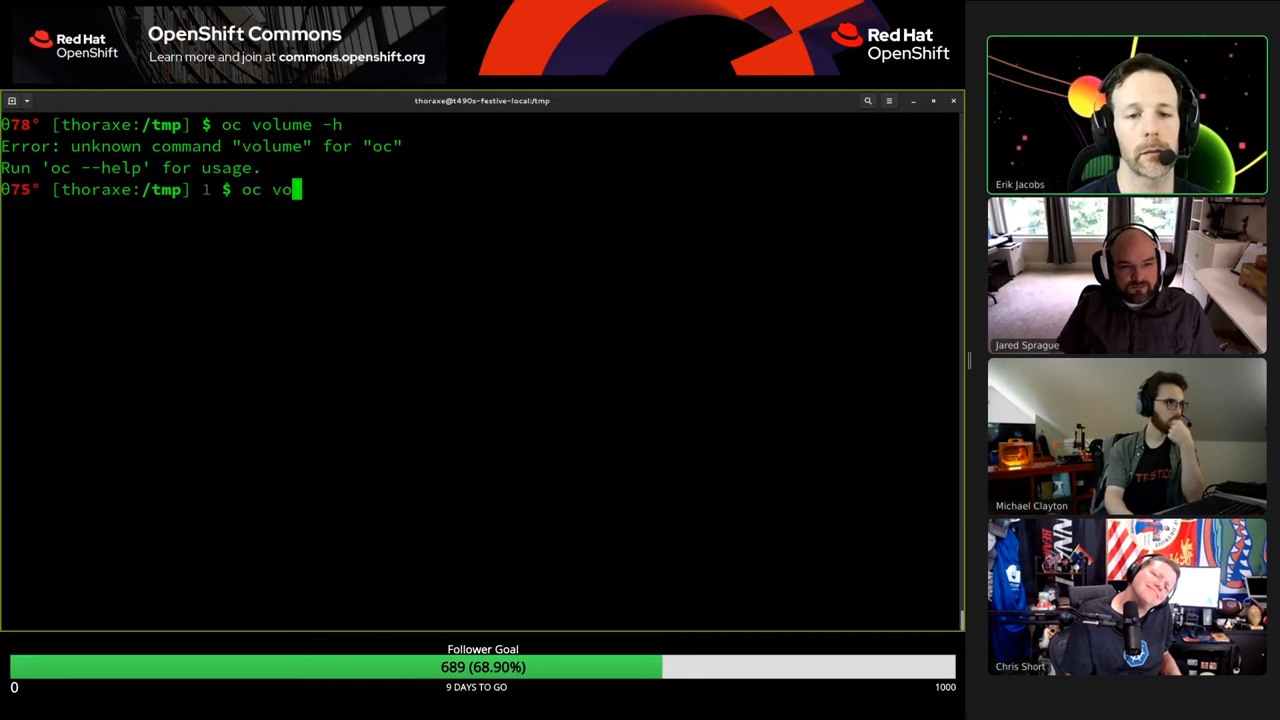 Red Hat
OpenShift
OpenShift Commons
Learn more and join at commons.openshift.org
Red Hat
OpenShift
thoraxe@t490s-festive-local:/tmp
θ78° [thoraxe:/tmp] $ oc volume -h
Error: unknown command "volume" for "oc"
Run 'oc --help' for usage.
θ75° [thoraxe:/tmp] 1 $ oc vo
Erik Jacobs
Jared Sprague
TESTED
Michael Clayton
Chris Short
Follower Goal
689 (68.90%)
0
9 DAYS TO GO
1000